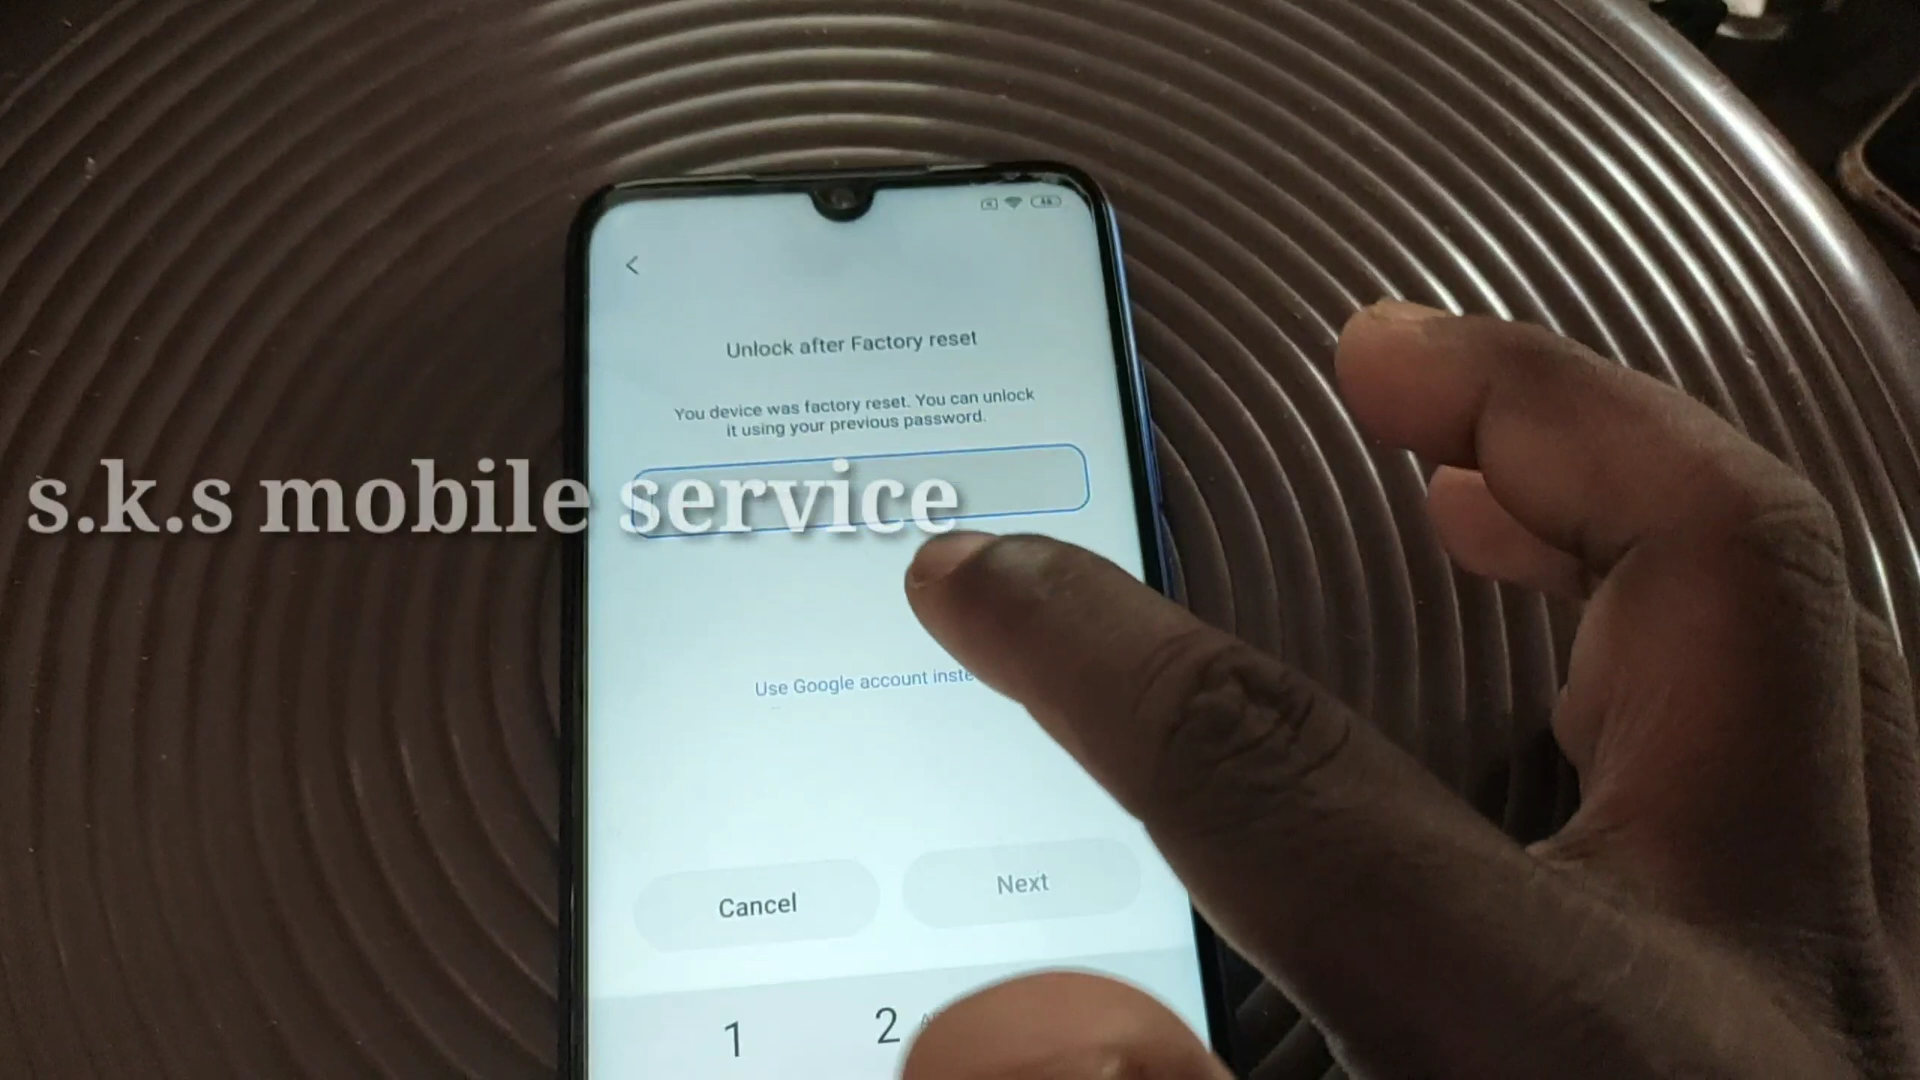 Unlock after Factory reset
You device was factory reset. You can unlock
it using your previous password.
s.k.s mobile service
Use Google account
Cancel
Next
1
2